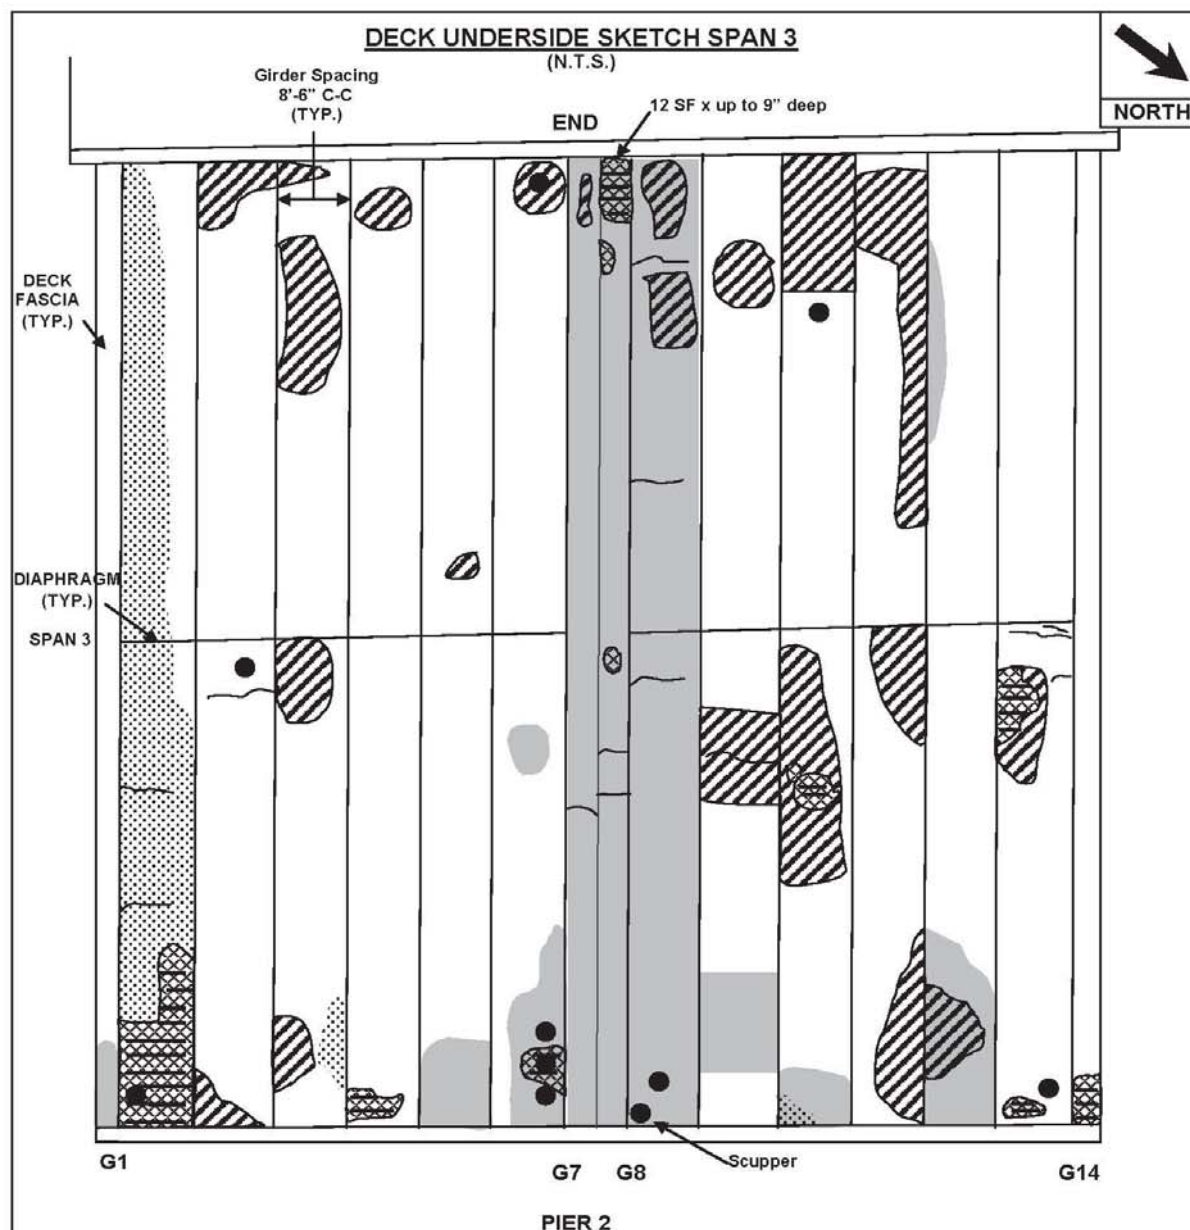 DECK UNDERSIDE SKETCH SPAN 3
(N.T.S.)
NORTH
Girder Spacing
8'-6" C-C
(TYP.)
12 SF x up to 9" deep
END
DECK
FASCIA
(TYP.)
DIAPHRAGM
(TYP.)
SPAN 3
G1
G7
G8
Scupper
G14
PIER 2